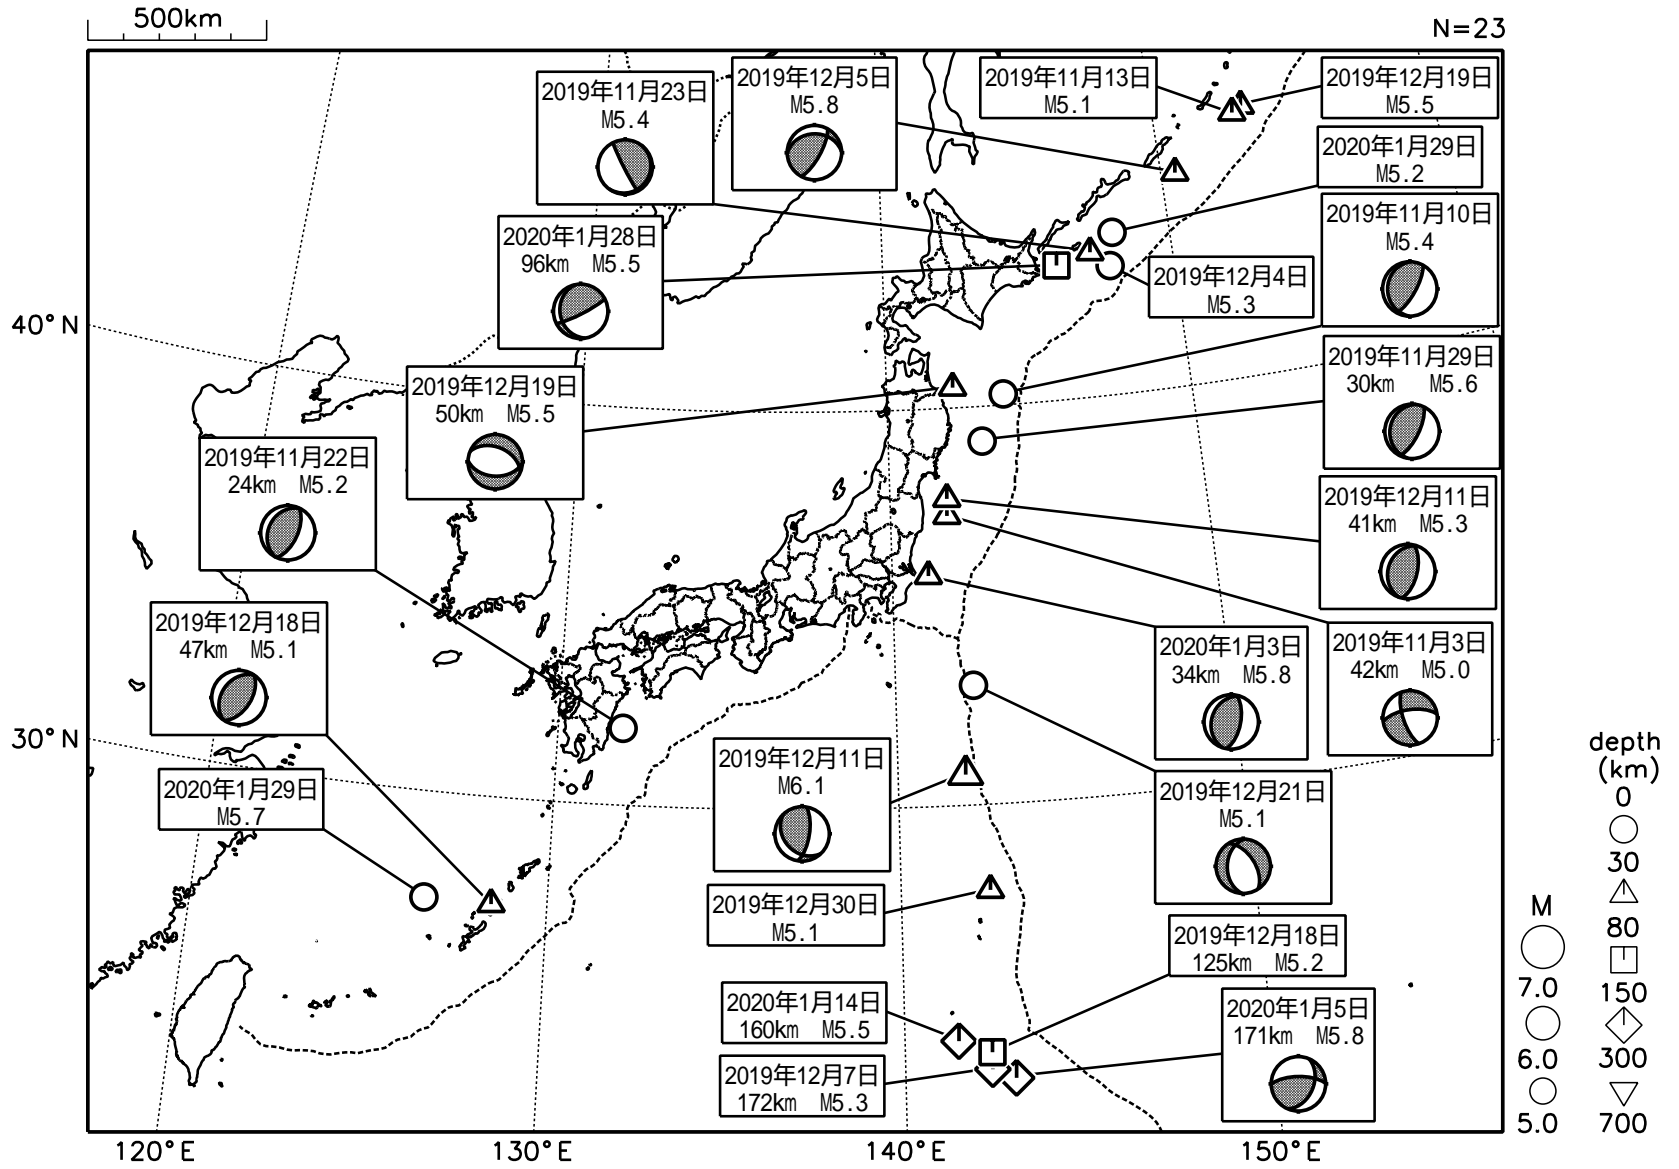 500km
N=23
2019年11月23日
M5.4
2019年12月5日
M5.8
2019年11月13日
M5.1
2019年12月19日
M5.5
2020年1月29日
M5.2
2019年11月10日
M5.4
2020年1月28日
96km M5.5
2019年12月4日
M5.3
40°N
2019年11月29日
30km M5.6
2019年12月19日
50km M5.5
2019年11月22日
24km M5.2
2019年12月11日
41km M5.3
2019年12月18日
47km M5.1
2020年1月3日
34km M5.8
2019年11月3日
42km M5.0
30°N
2020年1月29日
M5.7
2019年12月11日
M6.1
2019年12月21日
M5.1
2019年12月30日
M5.1
2019年12月18日
125km M5.2
2020年1月14日
160km M5.5
2020年1月5日
171km M5.8
2019年12月7日
172km M5.3
120°E
130°E
140°E
150°E
M
7.0
6.0
5.0
depth
(km)
0
30
80
150
300
700